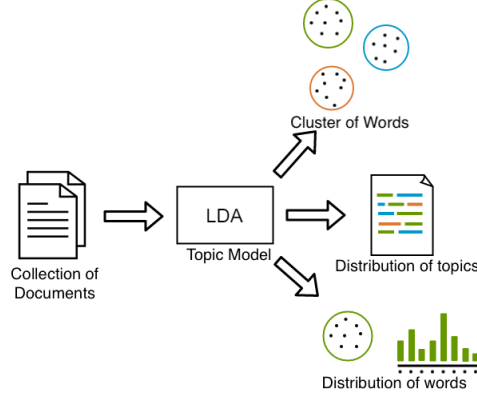 Cluster of Words
LDA
Topic Model
Collection of
Documents
Distribution of topics
Distribution of words